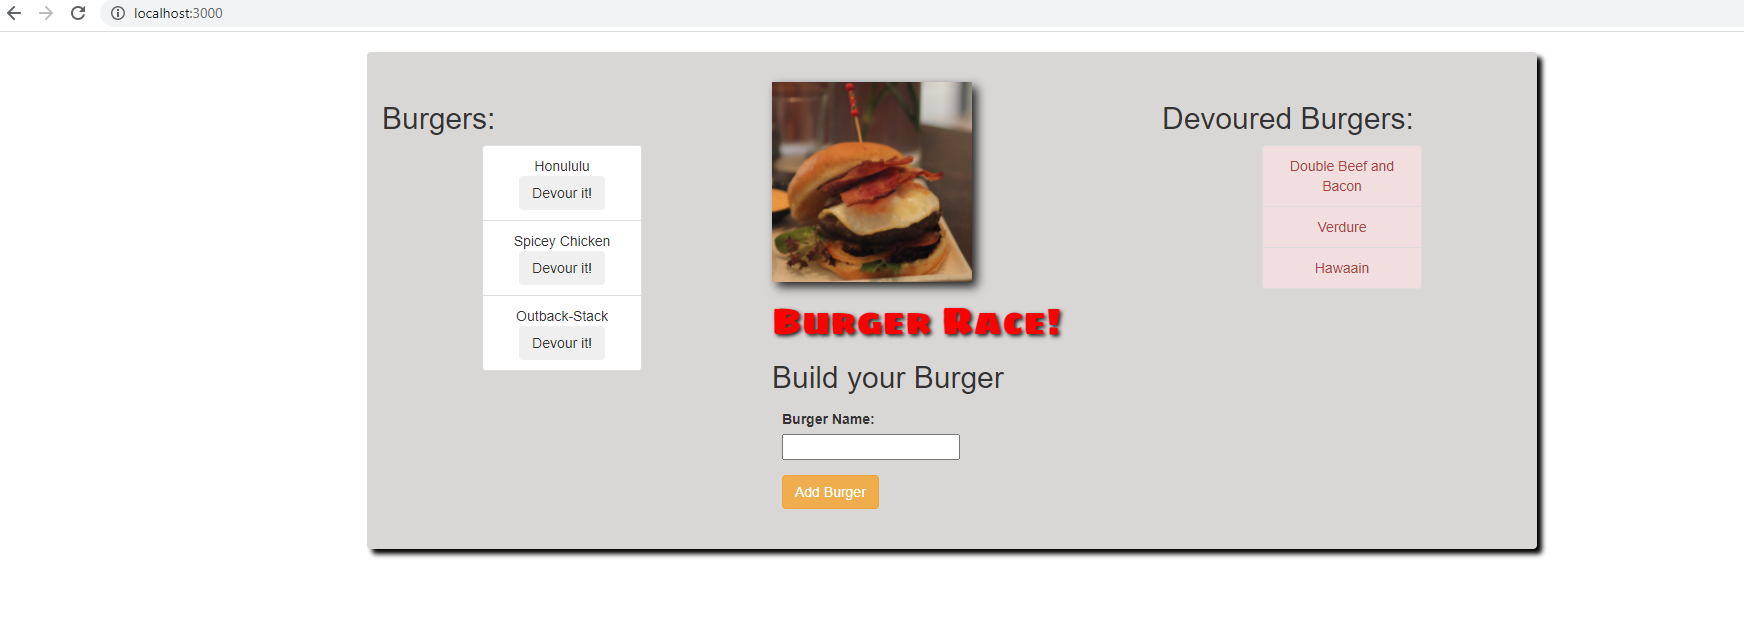 localhost:3000
Burgers:
Honululu
Devour it!
Spicey Chicken
Devour it!
Outback-Stack
Devour it!
Burger Race!
Build your Burger
Burger Name:
Add Burger
Devoured Burgers:
Double Beef and
Bacon
Verdure
Hawaain